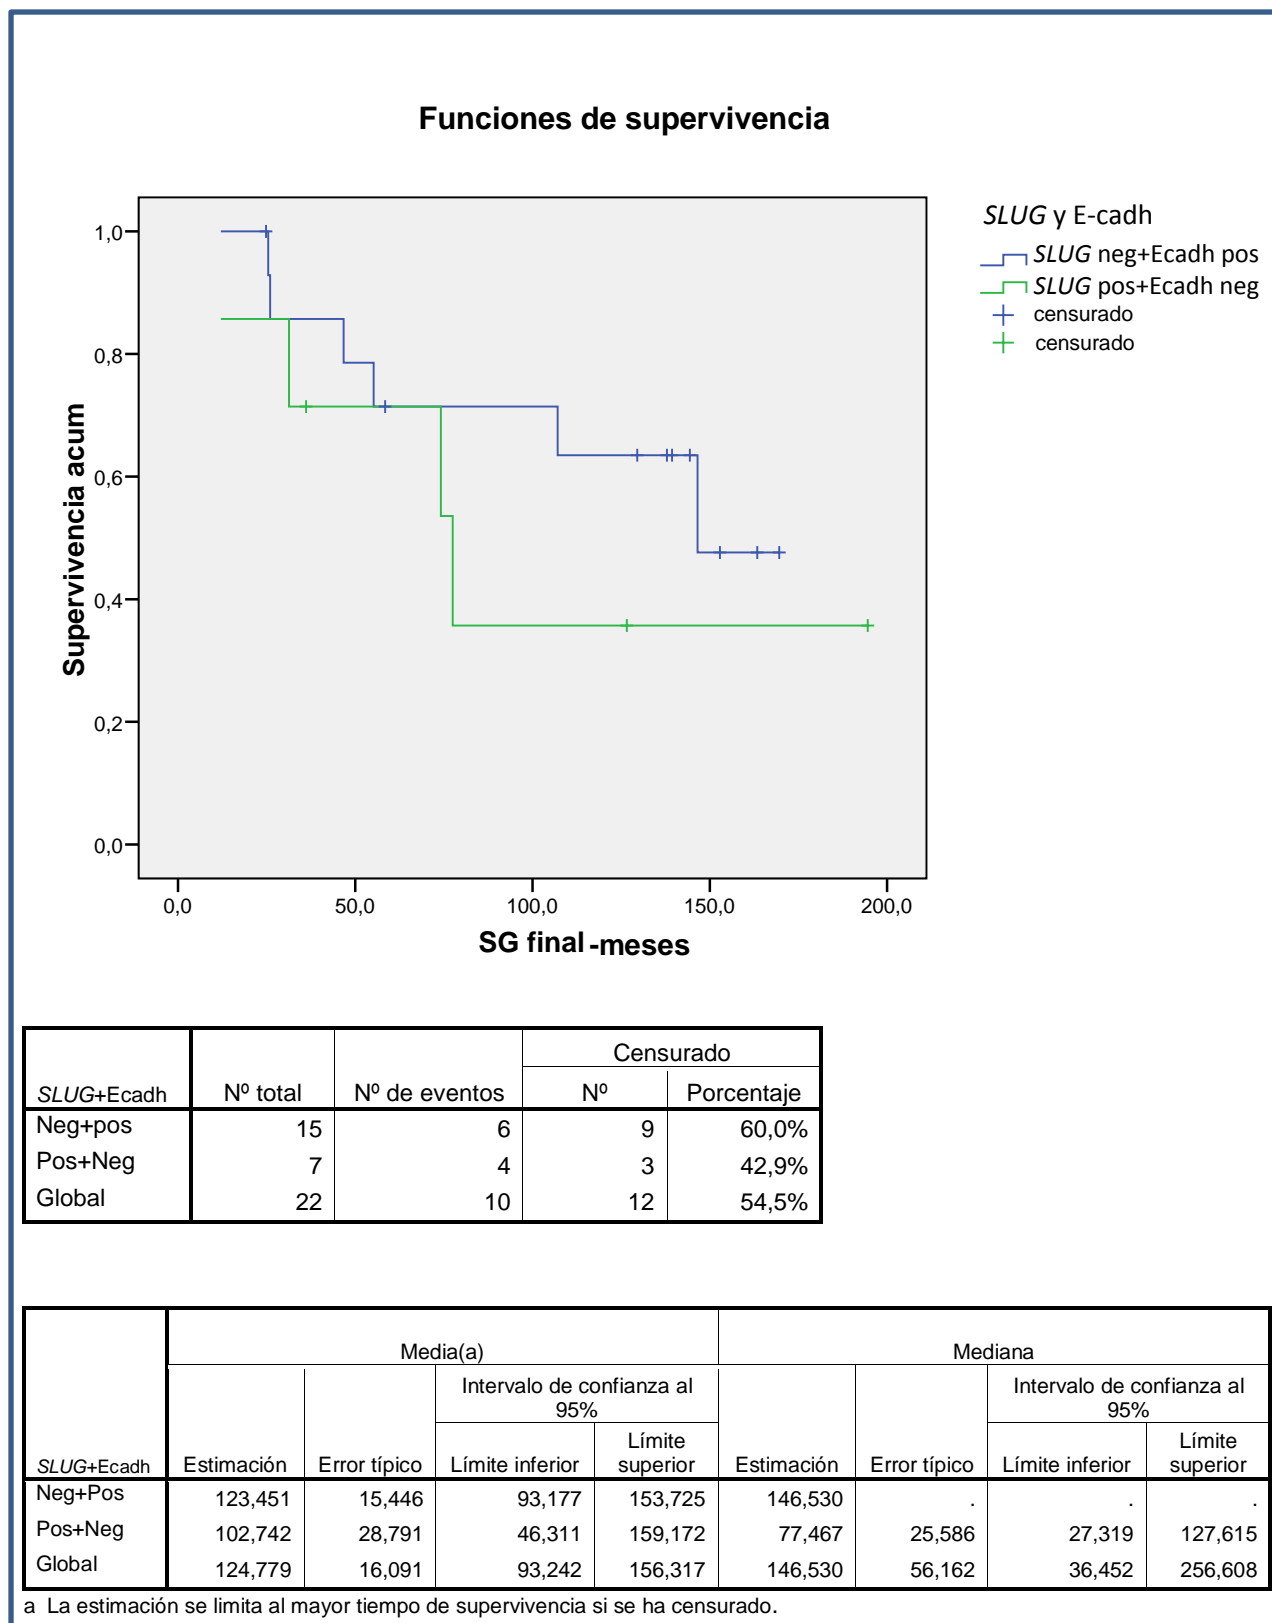 Funciones de supervivencia
SLUG y E-cadh
SLUG neg+Ecadh pos
SLUG pos+Ecadh neg
censurado
censurado
1,0
0,8
0,6
0,4
0,2
0,0
Supervivencia acum
0,0 50,0 100,0 150,0 200,0
SG final -meses
Censurado
SLUG+Ecadh Nº total Nº de eventos Nº Porcentaje
Neg+pos 15 6 9 60,0%
Pos+Neg 7 4 3 42,9%
Global 22 10 12 54,5%
Media(a) Mediana
Intervalo de confianza al 95% Intervalo de confianza al 95%
SLUG+Ecadh Estimación Error típico Límite inferior Límite superior Estimación Error típico Límite inferior Límite superior
Neg+Pos 123,451 15,446 93,177 153,725 146,530 . . .
Pos+Neg 102,742 28,791 46,311 159,172 77,467 25,586 27,319 127,615
Global 124,779 16,091 93,242 156,317 146,530 56,162 36,452 256,608
a La estimación se limita al mayor tiempo de supervivencia si se ha censurado.